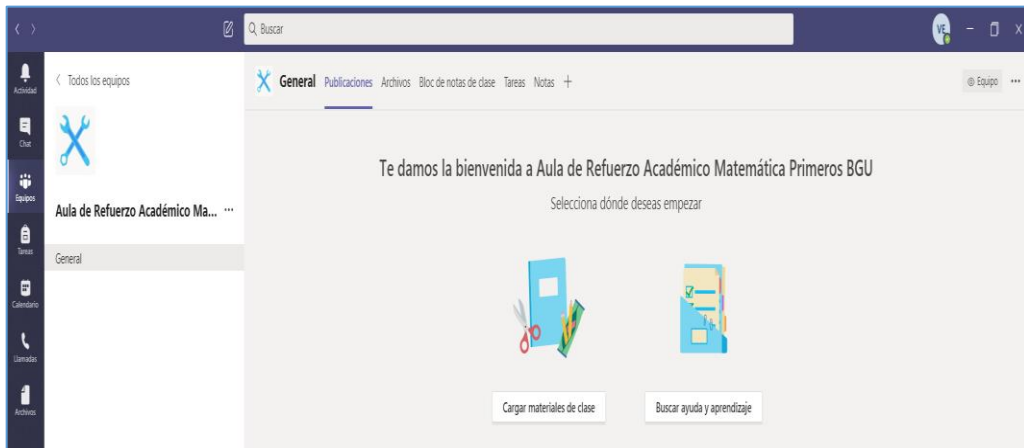 Buscar
VE
Actividad
Chat
Equipos
Tareas
Calendario
Llamadas
Archivos
Todos los equipos
Aula de Refuerzo Académico Ma... ...
General
General Publicaciones Archivos Bloc de notas de clase Tareas Notas +
Equipo ...
Te damos la bienvenida a Aula de Refuerzo Académico Matemática Primeros BGU
Selecciona dónde deseas empezar
Cargar materiales de clase
Buscar ayuda y aprendizaje